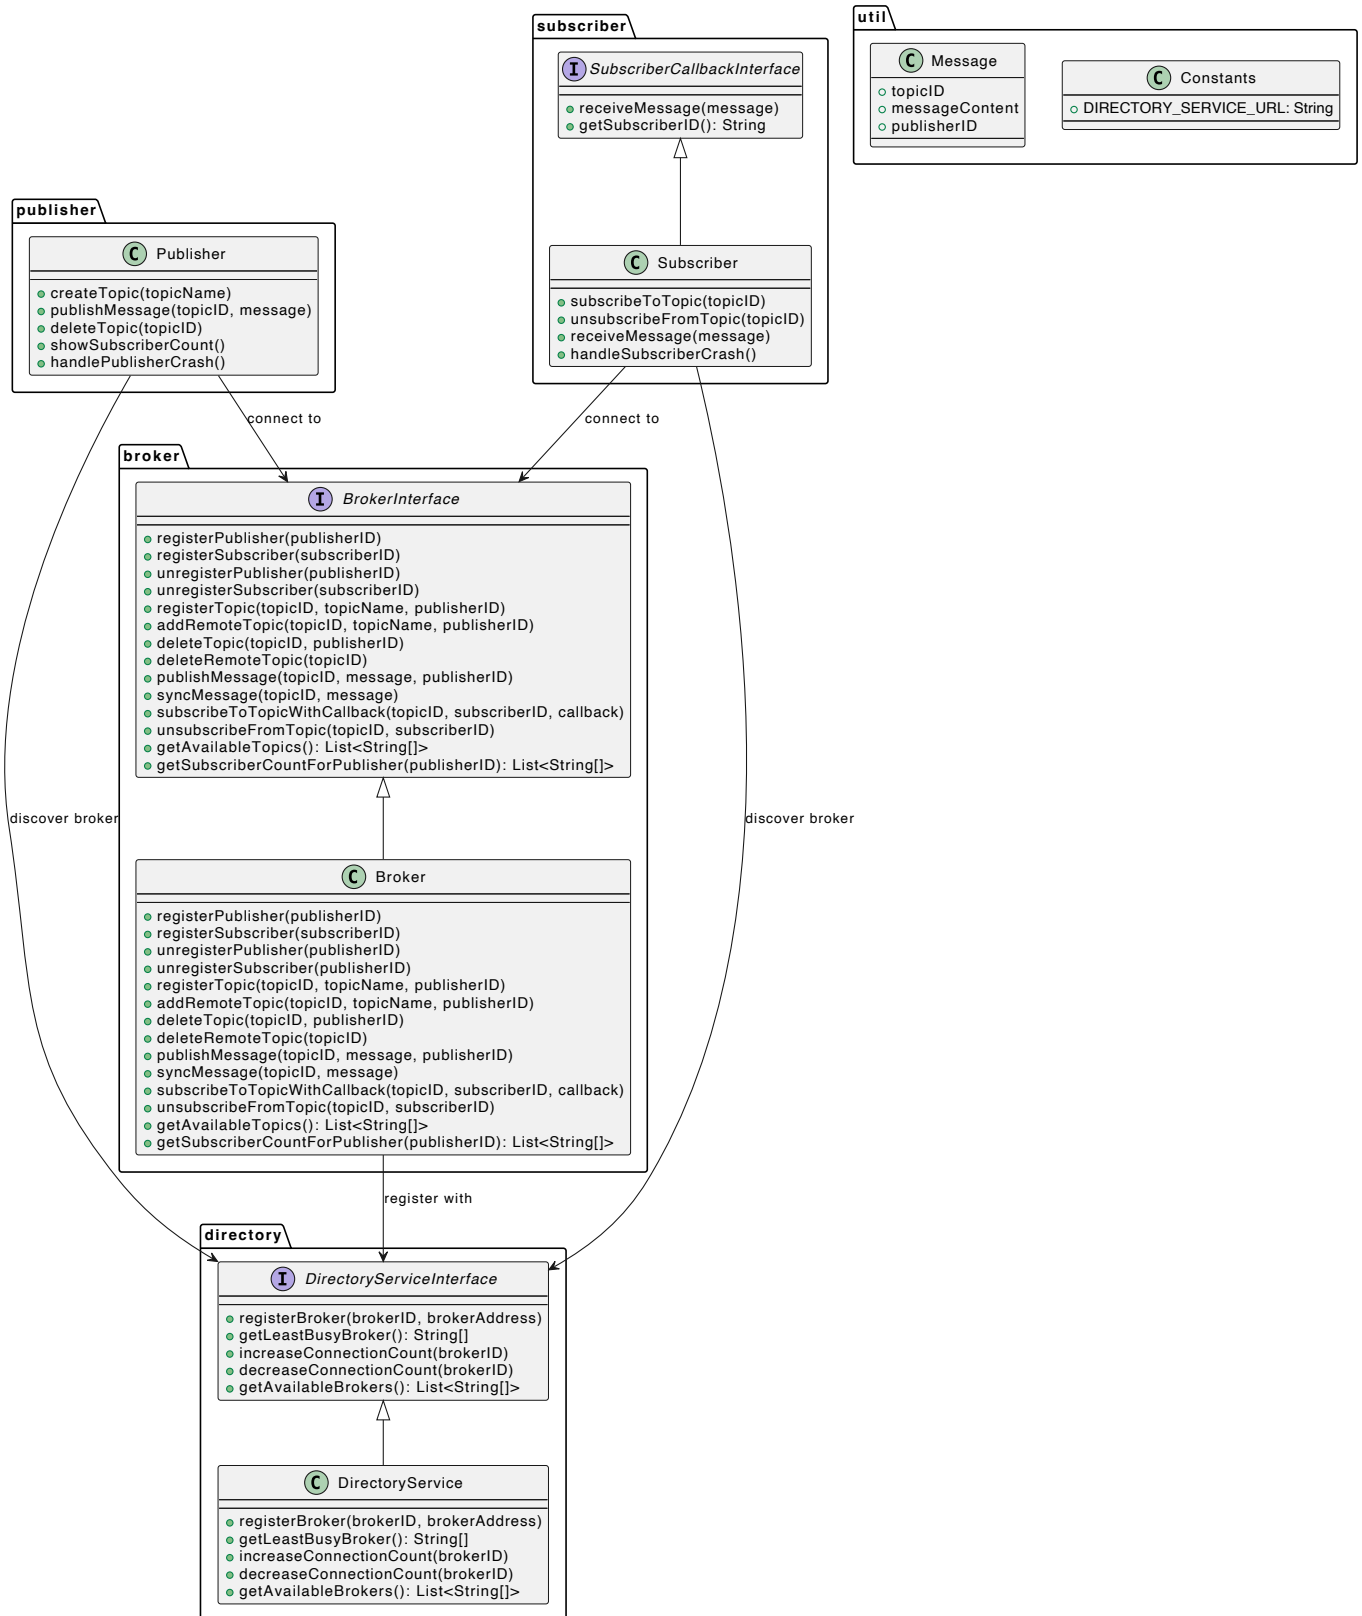 subscriber
I SubscriberCallbackInterface
receiveMessage(message)
getSubscriberID(): String
C Subscriber
subscribeToTopic(topicID)
unsubscribeFromTopic(topicID)
receiveMessage(message)
handleSubscriberCrash()
util
C Message
topicID
messageContent
publisherID
C Constants
DIRECTORY_SERVICE_URL: String
publisher
C Publisher
createTopic(topicName)
publishMessage(topicID, message)
deleteTopic(topicID)
showSubscriberCount()
handlePublisherCrash()
connect to
connect to
broker
I BrokerInterface
registerPublisher(publisherID)
registerSubscriber(subscriberID)
unregisterPublisher(publisherID)
unregisterSubscriber(subscriberID)
registerTopic(topicID, topicName, publisherID)
addRemoteTopic(topicID, topicName, publisherID)
deleteTopic(topicID, publisherID)
deleteRemoteTopic(topicID)
publishMessage(topicID, message, publisherID)
syncMessage(topicID, message)
subscribeToTopicWithCallback(topicID, subscriberID, callback)
unsubscribeFromTopic(topicID, subscriberID)
getAvailableTopics(): List<String[]>
getSubscriberCountForPublisher(publisherID): List<String[]>
discover broker
discover broker
C Broker
registerPublisher(publisherID)
registerSubscriber(subscriberID)
unregisterPublisher(publisherID)
unregisterSubscriber(publisherID)
registerTopic(topicID, topicName, publisherID)
addRemoteTopic(topicID, topicName, publisherID)
deleteTopic(topicID, publisherID)
deleteRemoteTopic(topicID)
publishMessage(topicID, message, publisherID)
syncMessage(topicID, message)
subscribeToTopicWithCallback(topicID, subscriberID, callback)
unsubscribeFromTopic(topicID, subscriberID)
getAvailableTopics(): List<String[]>
getSubscriberCountForPublisher(publisherID): List<String[]>
register with
directory
I DirectoryServiceInterface
registerBroker(brokerID, brokerAddress)
getLeastBusyBroker(): String[]
increaseConnectionCount(brokerID)
decreaseConnectionCount(brokerID)
getAvailableBrokers(): List<String[]>
C DirectoryService
registerBroker(brokerID, brokerAddress)
getLeastBusyBroker(): String[]
increaseConnectionCount(brokerID)
decreaseConnectionCount(brokerID)
getAvailableBrokers(): List<String[]>